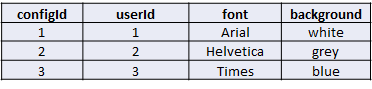 configId userId font background
1 1 Arial white
2 2 Helvetica grey
3 3 Times blue